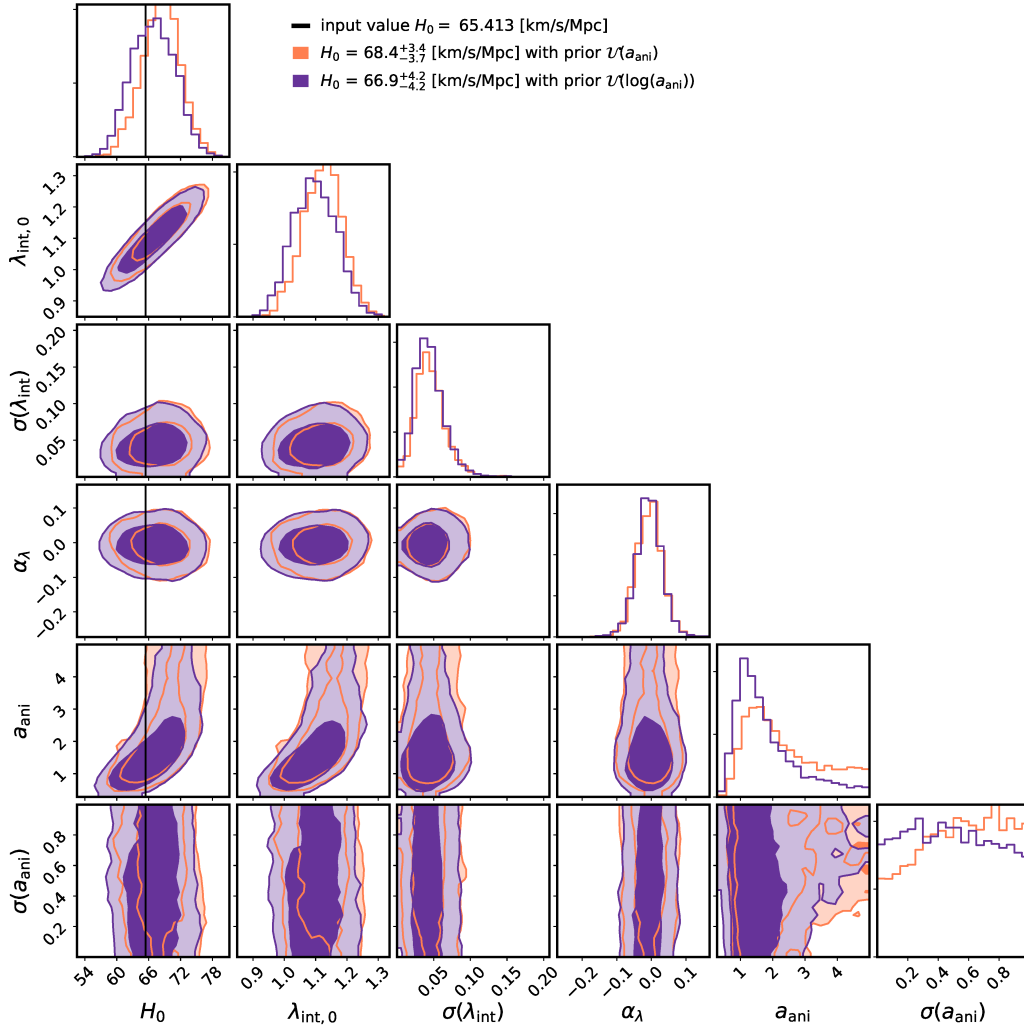 input value H₀ = 65.413 [km/s/Mpc]
H₀ = 68.4⁺³·⁴₋₃.₇ [km/s/Mpc] with prior 𝒰(a_ani)
H₀ = 66.9⁺⁴·²₋₄.₂ [km/s/Mpc] with prior 𝒰(log(a_ani))
λ_int, 0
1.3
1.2
1.1
1.0
0.9
σ(λ_int)
0.20
0.15
0.10
0.05
α_λ
0.1
0.0
−0.1
−0.2
a_ani
4
3
2
1
σ(a_ani)
0.8
0.6
0.4
0.2
54 60 66 72 78
0.9 1.0 1.1 1.2 1.3
0.05 0.10 0.15 0.20
−0.2 −0.1 0.0 0.1
1 2 3 4
0.2 0.4 0.6 0.8
H₀ λ_int, 0 σ(λ_int) α_λ a_ani σ(a_ani)